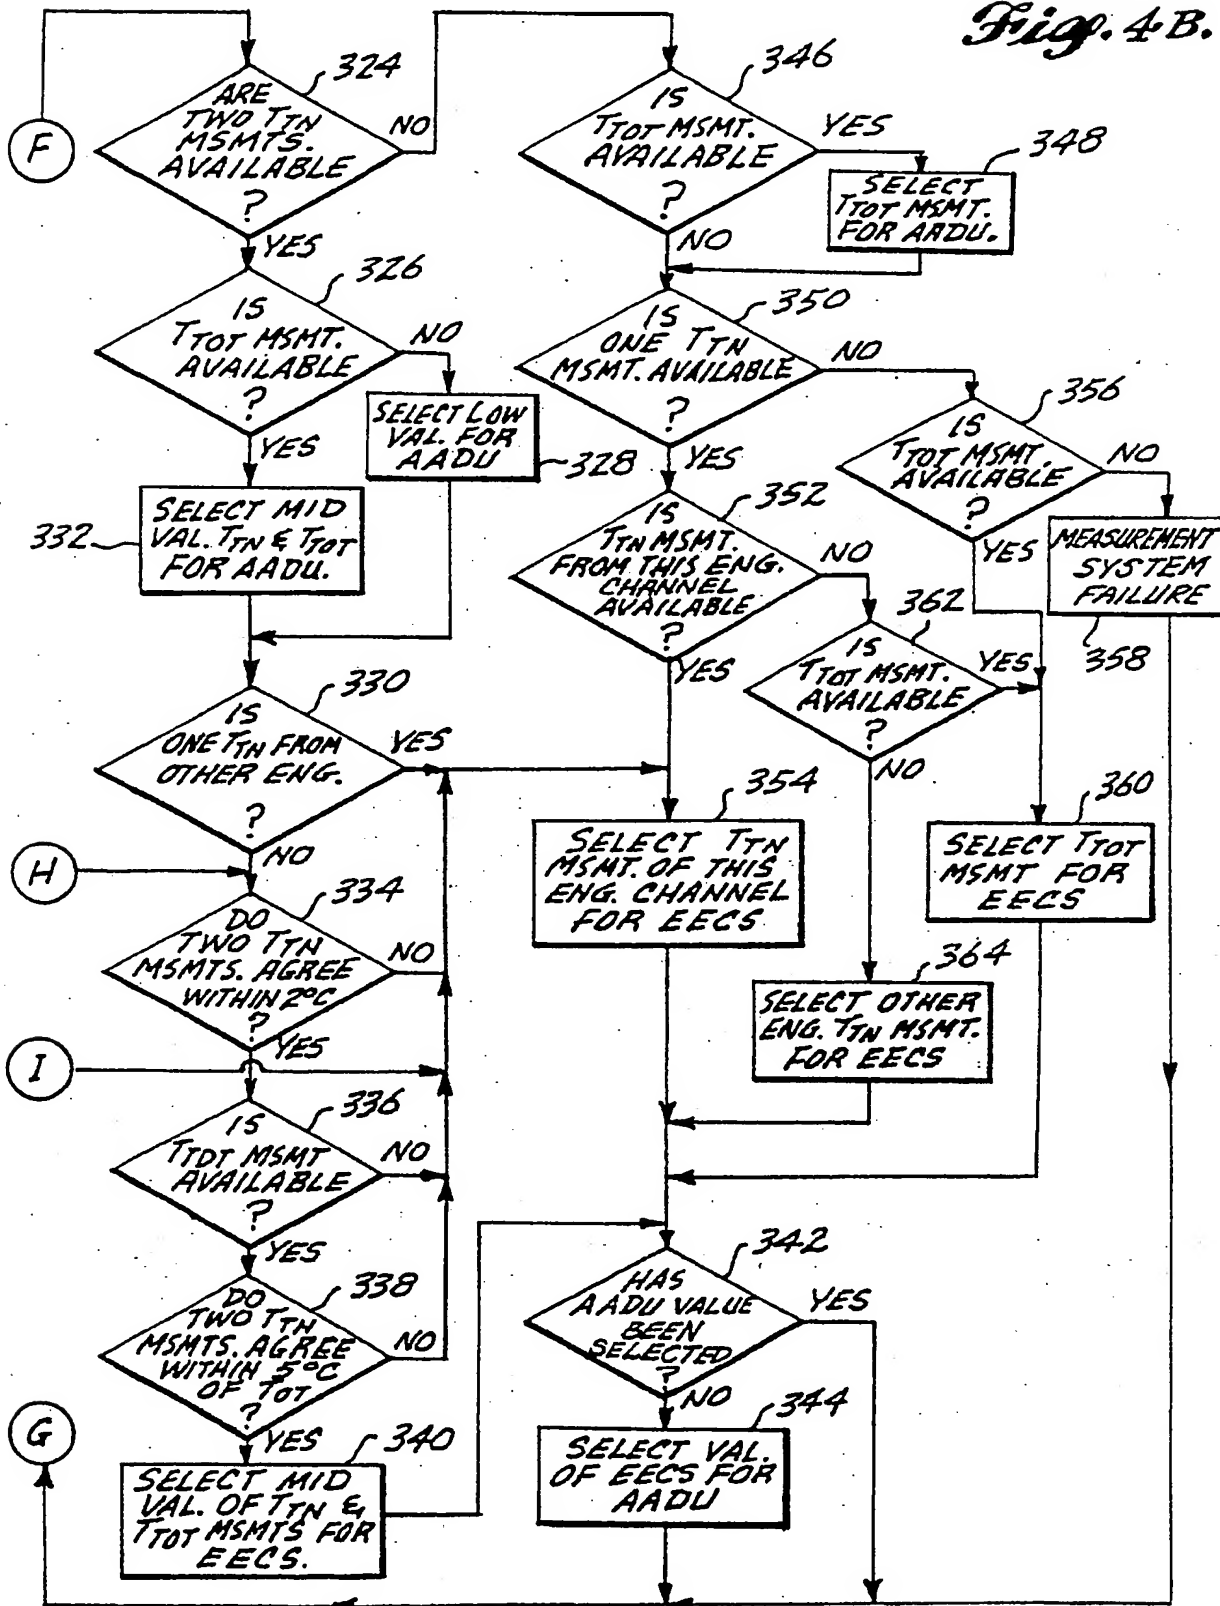 Fig. 4B.
F
ARE
TWO TTN
MSMTS.
AVAILABLE
?
324
NO
YES
IS
TTOT MSMT.
AVAILABLE
?
326
NO
YES
SELECT LOW
VAL. FOR
AADU
328
SELECT MID
VAL. TTN & TTOT
FOR AADU.
332
IS
ONE TTN FROM
OTHER ENG.
?
330
YES
NO
H
DO
TWO TTN
MSMTS. AGREE
WITHIN 2°C
?
334
NO
YES
I
IS
TTDT MSMT
AVAILABLE
?
336
NO
YES
DO
TWO TTN
MSMTS. AGREE
WITHIN 5°C
OF TOT
?
338
NO
YES
G
SELECT MID
VAL. OF TTN &
TTOT MSMTS FOR
EECS.
340
IS
TTOT MSMT.
AVAILABLE
?
346
YES
NO
SELECT
TTOT MSMT.
FOR AADU.
348
IS
ONE TTN
MSMT. AVAILABLE
?
350
NO
YES
IS
TTN MSMT.
FROM THIS ENG.
CHANNEL
AVAILABLE
?
352
NO
YES
IS
TTOT MSMT.
AVAILABLE
?
356
NO
YES
MEASUREMENT
SYSTEM
FAILURE
358
IS
TTOT MSMT.
AVAILABLE
?
362
YES
NO
SELECT TTN
MSMT. OF THIS
ENG. CHANNEL
FOR EECS
354
SELECT TTOT
MSMT FOR
EECS
360
SELECT OTHER
ENG. TTN MSMT.
FOR EECS
364
HAS
AADU VALUE
BEEN
SELECTED
?
342
YES
NO
SELECT VAL.
OF EECS FOR
AADU
344